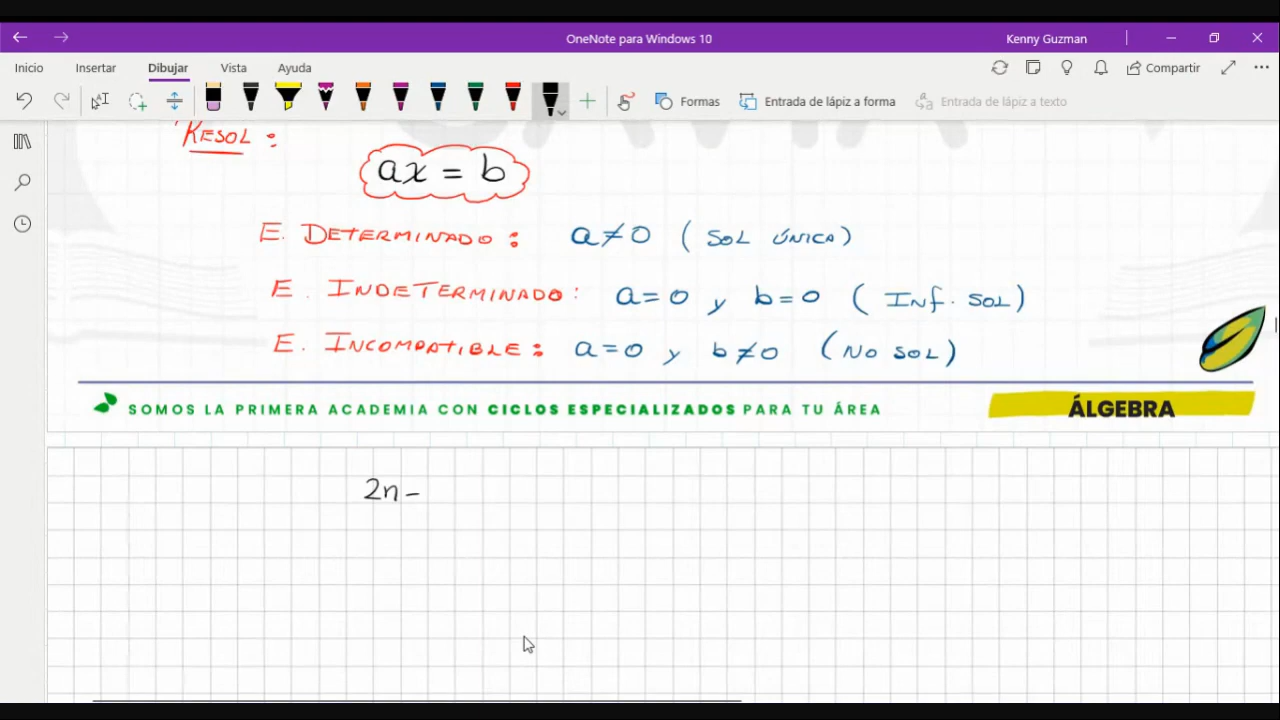 OneNote para Windows 10
Kenny Guzman
Inicio Insertar Dibujar Vista Ayuda
Compartir
Formas Entrada de lápiz a forma Entrada de lápiz a texto
RESOL:
ax = b
E. DETERMINADO: a≠0 (SOL ÚNICA)
E. INDETERMINADO: a=0 y b=0 (INF. SOL)
E. INCOMPATIBLE: a=0 y b≠0 (NO SOL)
SOMOS LA PRIMERA ACADEMIA CON CICLOS ESPECIALIZADOS PARA TU ÁREA
ÁLGEBRA
2n-